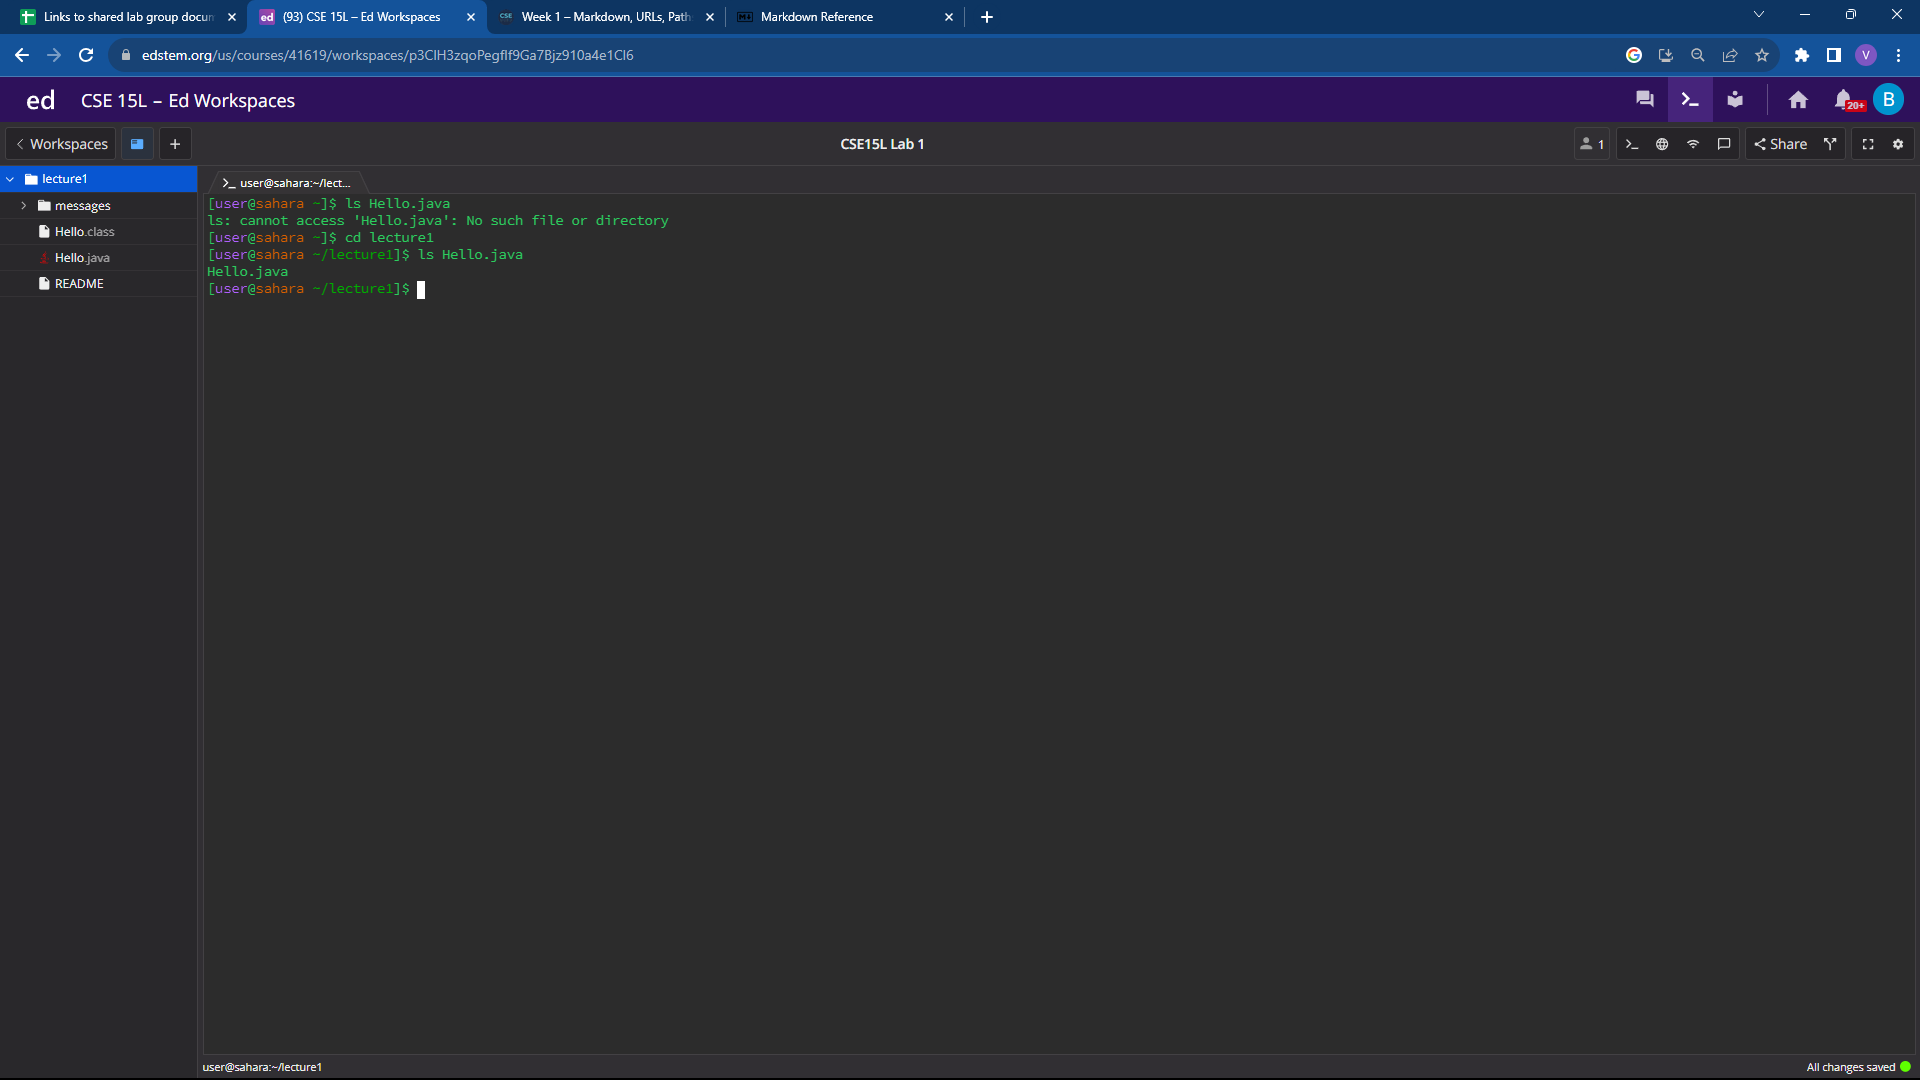 Links to shared lab group docum
(93) CSE 15L – Ed Workspaces
Week 1 – Markdown, URLs, Path
Markdown Reference
edstem.org/us/courses/41619/workspaces/p3ClH3zqoPegflf9Ga7Bjz910a4e1Cl6
V
ed CSE 15L – Ed Workspaces
20+
B
Workspaces
CSE15L Lab 1
1
Share
lecture1
messages
Hello.class
Hello.java
README
>_ user@sahara:~/lect...
[user@sahara ~]$ ls Hello.java
ls: cannot access 'Hello.java': No such file or directory
[user@sahara ~]$ cd lecture1
[user@sahara ~/lecture1]$ ls Hello.java
Hello.java
[user@sahara ~/lecture1]$
user@sahara:~/lecture1
All changes saved